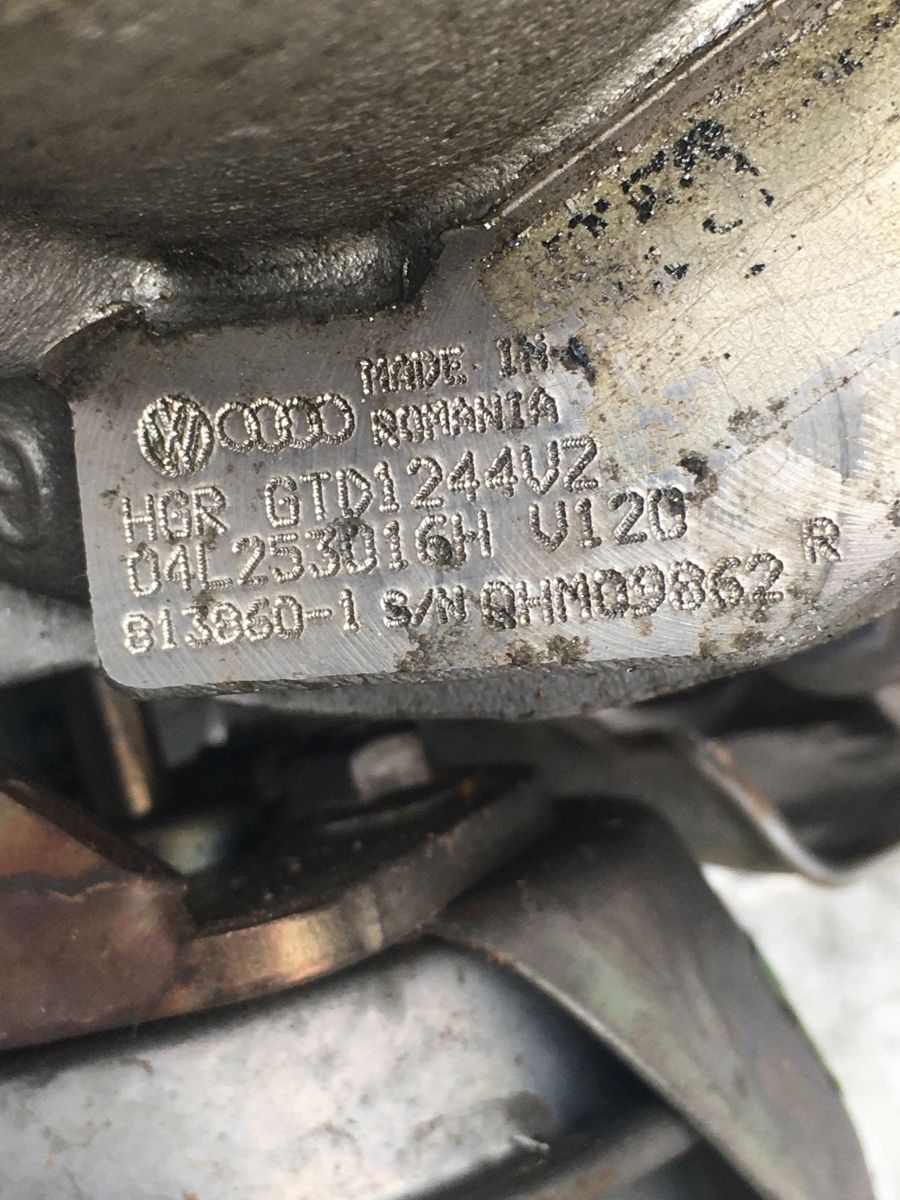 MADE IN
ROMANIA
HGR GTD1244VZ
04L253016H V120
813860-1 S/N QHM09862 R